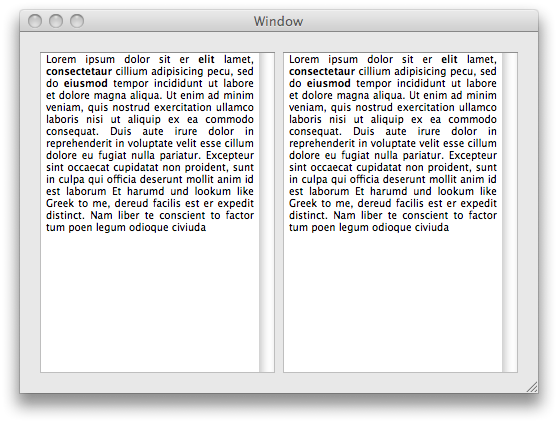 Window
Lorem ipsum dolor sit er elit lamet,
consectetaur cillium adipisicing pecu, sed
do eiusmod tempor incididunt ut labore
et dolore magna aliqua. Ut enim ad minim
veniam, quis nostrud exercitation ullamco
laboris nisi ut aliquip ex ea commodo
consequat. Duis aute irure dolor in
reprehenderit in voluptate velit esse cillum
dolore eu fugiat nulla pariatur. Excepteur
sint occaecat cupidatat non proident, sunt
in culpa qui officia deserunt mollit anim id
est laborum Et harumd und lookum like
Greek to me, dereud facilis est er expedit
distinct. Nam liber te conscient to factor
tum poen legum odioque civiuda
Lorem ipsum dolor sit er elit lamet,
consectetaur cillium adipisicing pecu, sed
do eiusmod tempor incididunt ut labore
et dolore magna aliqua. Ut enim ad minim
veniam, quis nostrud exercitation ullamco
laboris nisi ut aliquip ex ea commodo
consequat. Duis aute irure dolor in
reprehenderit in voluptate velit esse cillum
dolore eu fugiat nulla pariatur. Excepteur
sint occaecat cupidatat non proident, sunt
in culpa qui officia deserunt mollit anim id
est laborum Et harumd und lookum like
Greek to me, dereud facilis est er expedit
distinct. Nam liber te conscient to factor
tum poen legum odioque civiuda